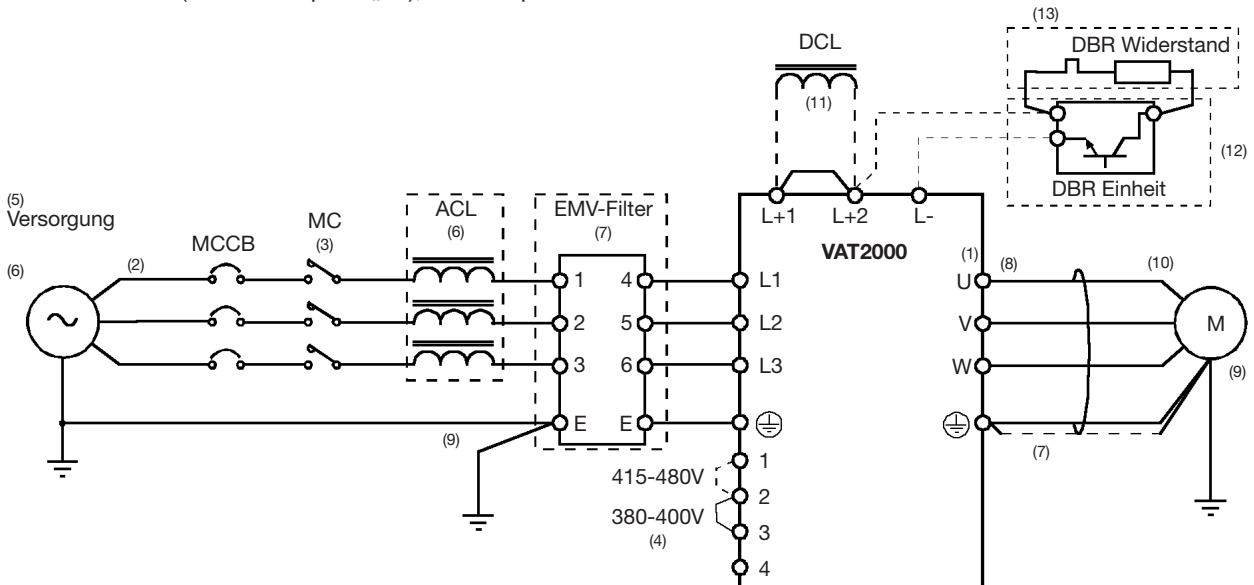 (13)
DBR Widerstand
DCL
(11)
(12)
DBR Einheit
(5)
Versorgung
ACL
(6)
EMV-Filter
(7)
L+1 L+2 L-
MC
(3)
MCCB
VAT2000
(6)
(2)
(1)
(8)
(10)
1 4 L1 U
2 5 L2 V M
3 6 L3 W
(9)
E E
(9)
(7)
1
415-480V
2
380-400V
3
(4)
4